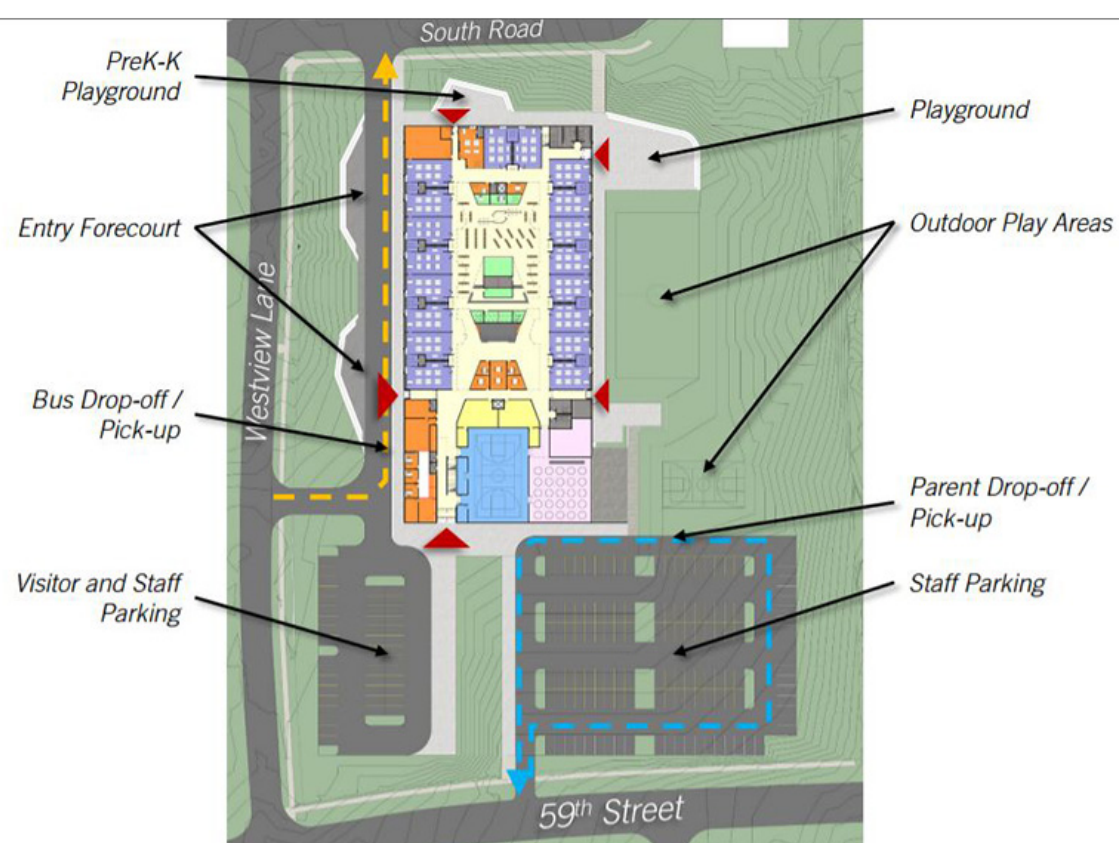 South Road
PreK-K
Playground
Playground
Entry Forecourt
Outdoor Play Areas
Westview Lane
Bus Drop-off /
Pick-up
Parent Drop-off /
Pick-up
Visitor and Staff
Parking
Staff Parking
59th Street